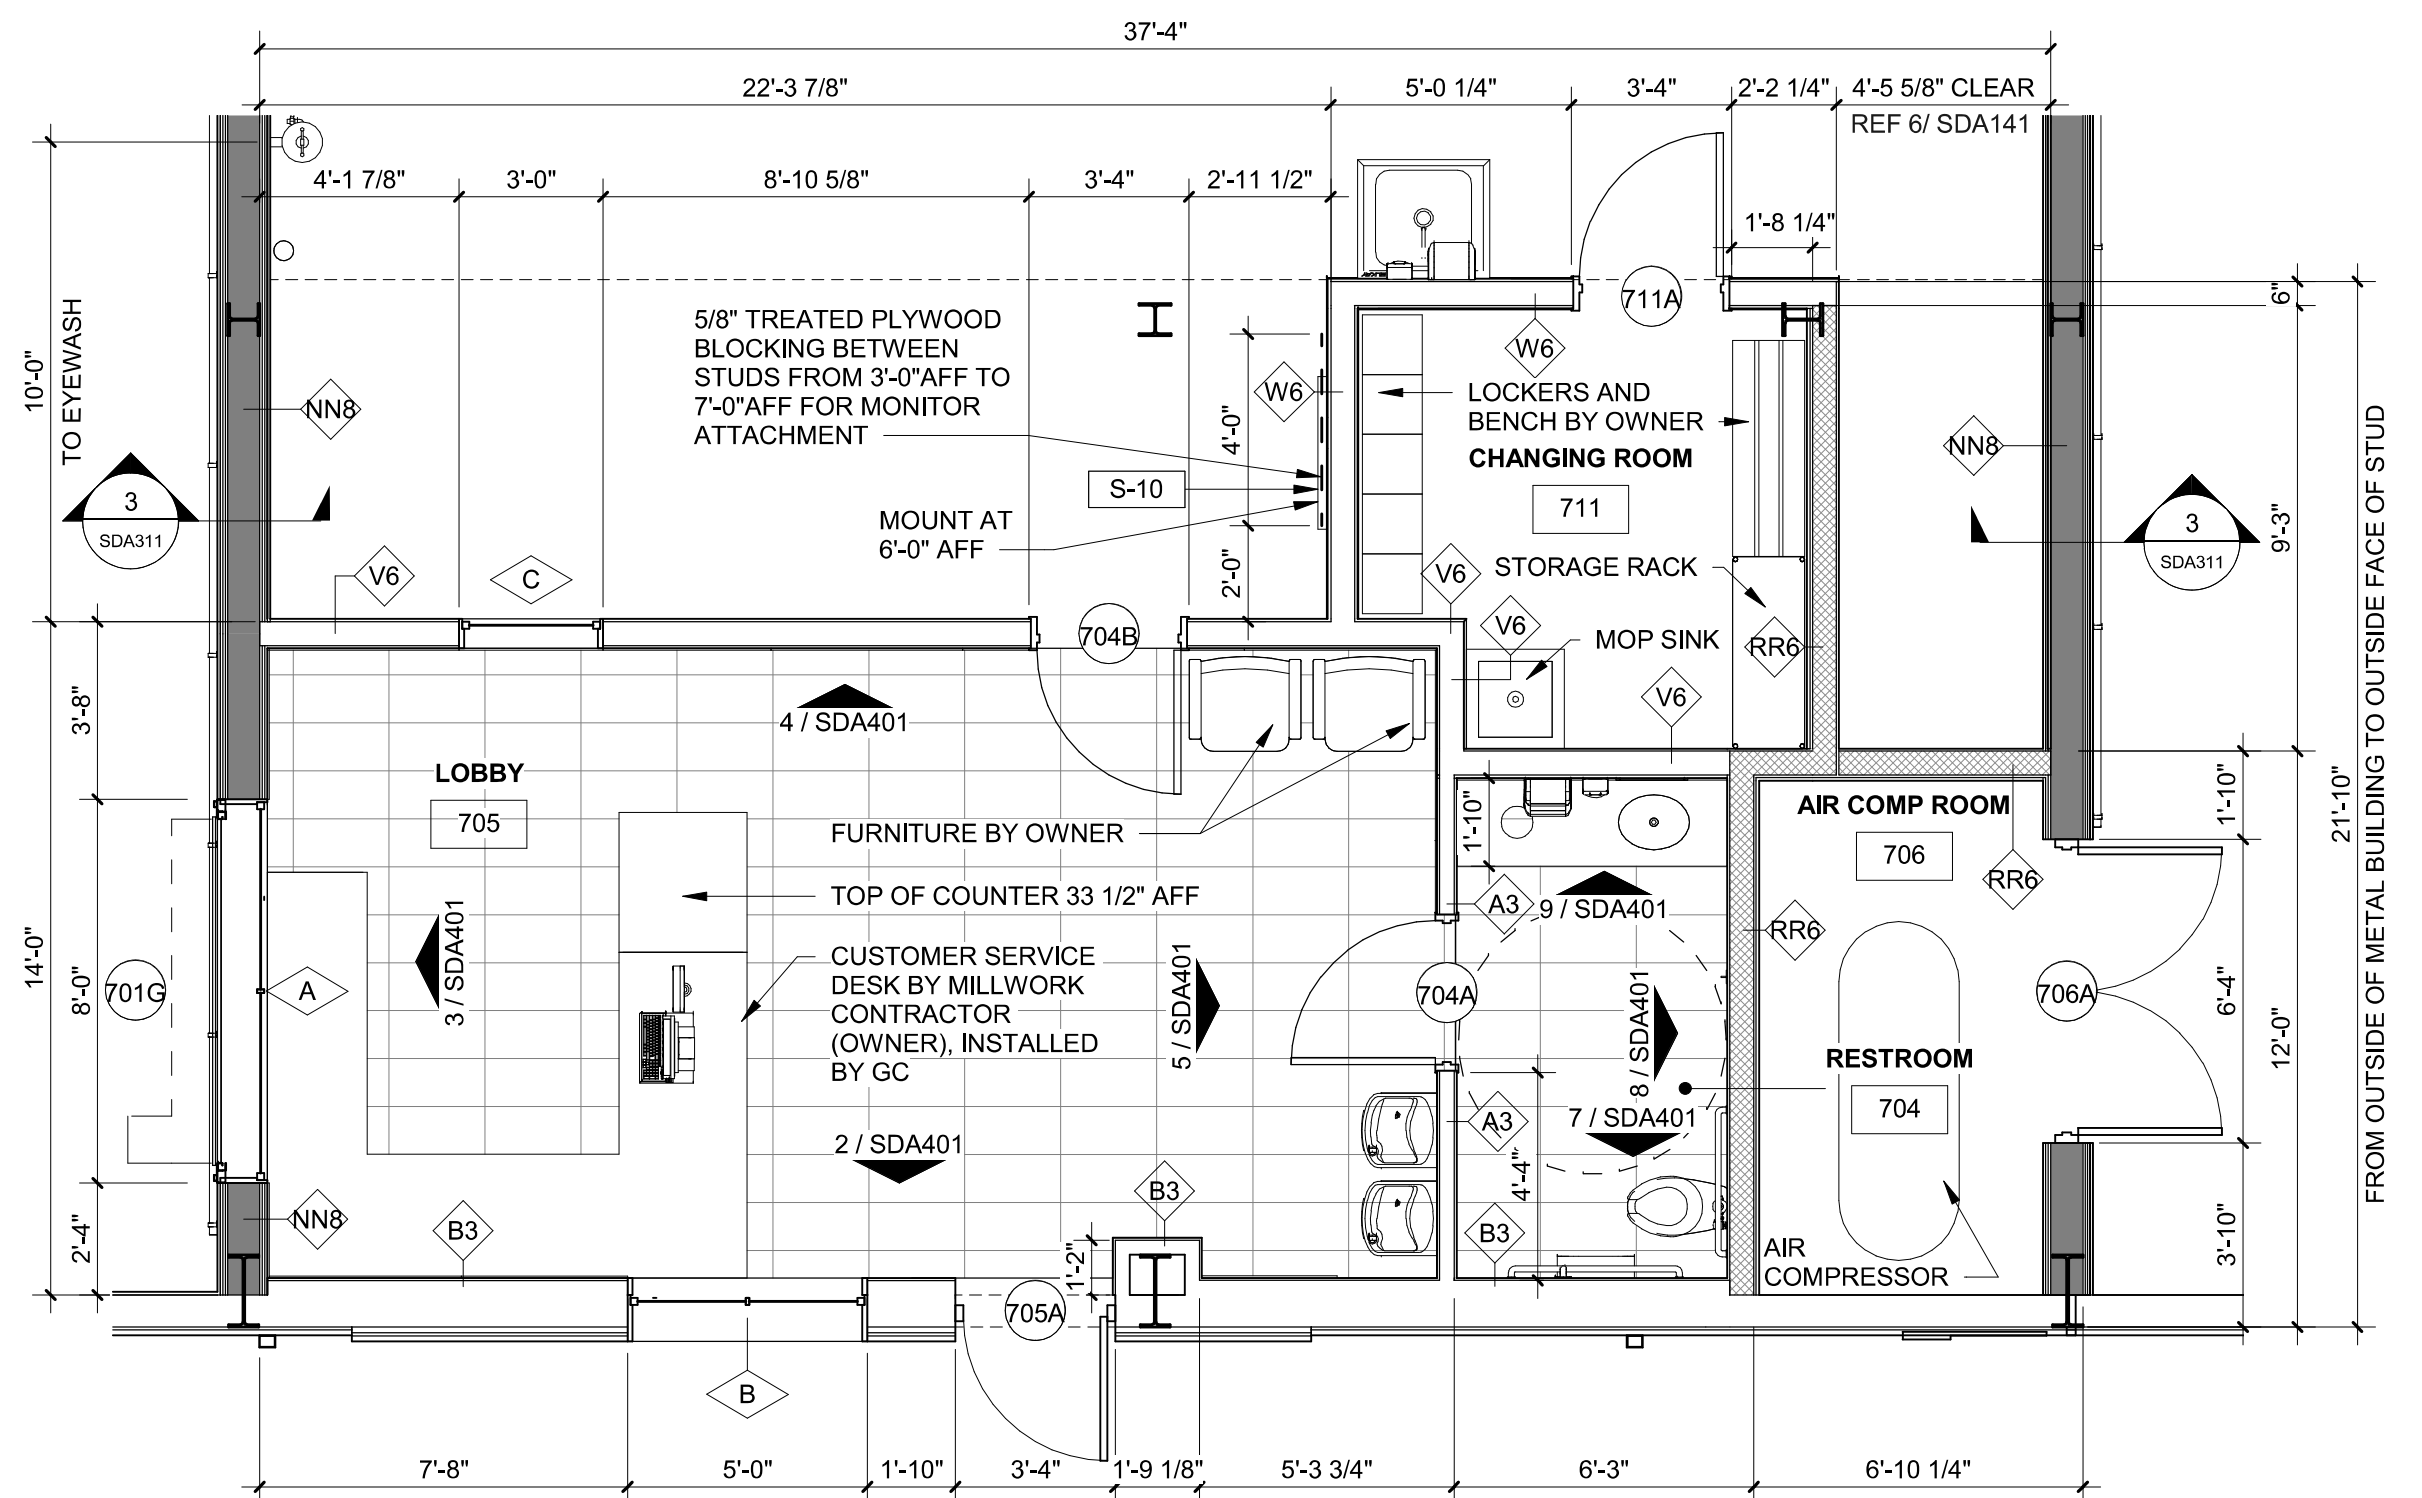 37'-4"
22'-3 7/8"
5'-0 1/4"
3'-4"
2'-2 1/4"
4'-5 5/8" CLEAR
REF 6/ SDA141
4'-1 7/8"
3'-0"
8'-10 5/8"
3'-4"
2'-11 1/2"
1'-8 1/4"
10'-0"
TO EYEWASH
5/8" TREATED PLYWOOD
BLOCKING BETWEEN
STUDS FROM 3'-0"AFF TO
7'-0"AFF FOR MONITOR
ATTACHMENT
711A
6"
W6
W6
NN8
4'-0"
LOCKERS AND
BENCH BY OWNER
CHANGING ROOM
711
NN8
S-10
MOUNT AT
6'-0" AFF
3
SDA311
3
SDA311
9'-3"
V6
C
2'-0"
V6
STORAGE RACK
704B
V6
MOP SINK
RR6
V6
3'-8"
4 / SDA401
LOBBY
705
FURNITURE BY OWNER
1'-10"
AIR COMP ROOM
706
RR6
1'-10"
21'-10"
FROM OUTSIDE OF METAL BUILDING TO OUTSIDE FACE OF STUD
TOP OF COUNTER 33 1/2" AFF
A3
9 / SDA401
RR6
14'-0"
8'-0"
701G
A
3 / SDA401
CUSTOMER SERVICE
DESK BY MILLWORK
CONTRACTOR
(OWNER), INSTALLED
BY GC
5 / SDA401
704A
8 / SDA401
706A
6'-4"
12'-0"
RESTROOM
704
A3
7 / SDA401
2 / SDA401
4'-4"
2'-4"
NN8
B3
B3
1'-2"
B3
AIR
COMPRESSOR
3'-10"
705A
B
7'-8"
5'-0"
1'-10"
3'-4"
1'-9 1/8"
5'-3 3/4"
6'-3"
6'-10 1/4"